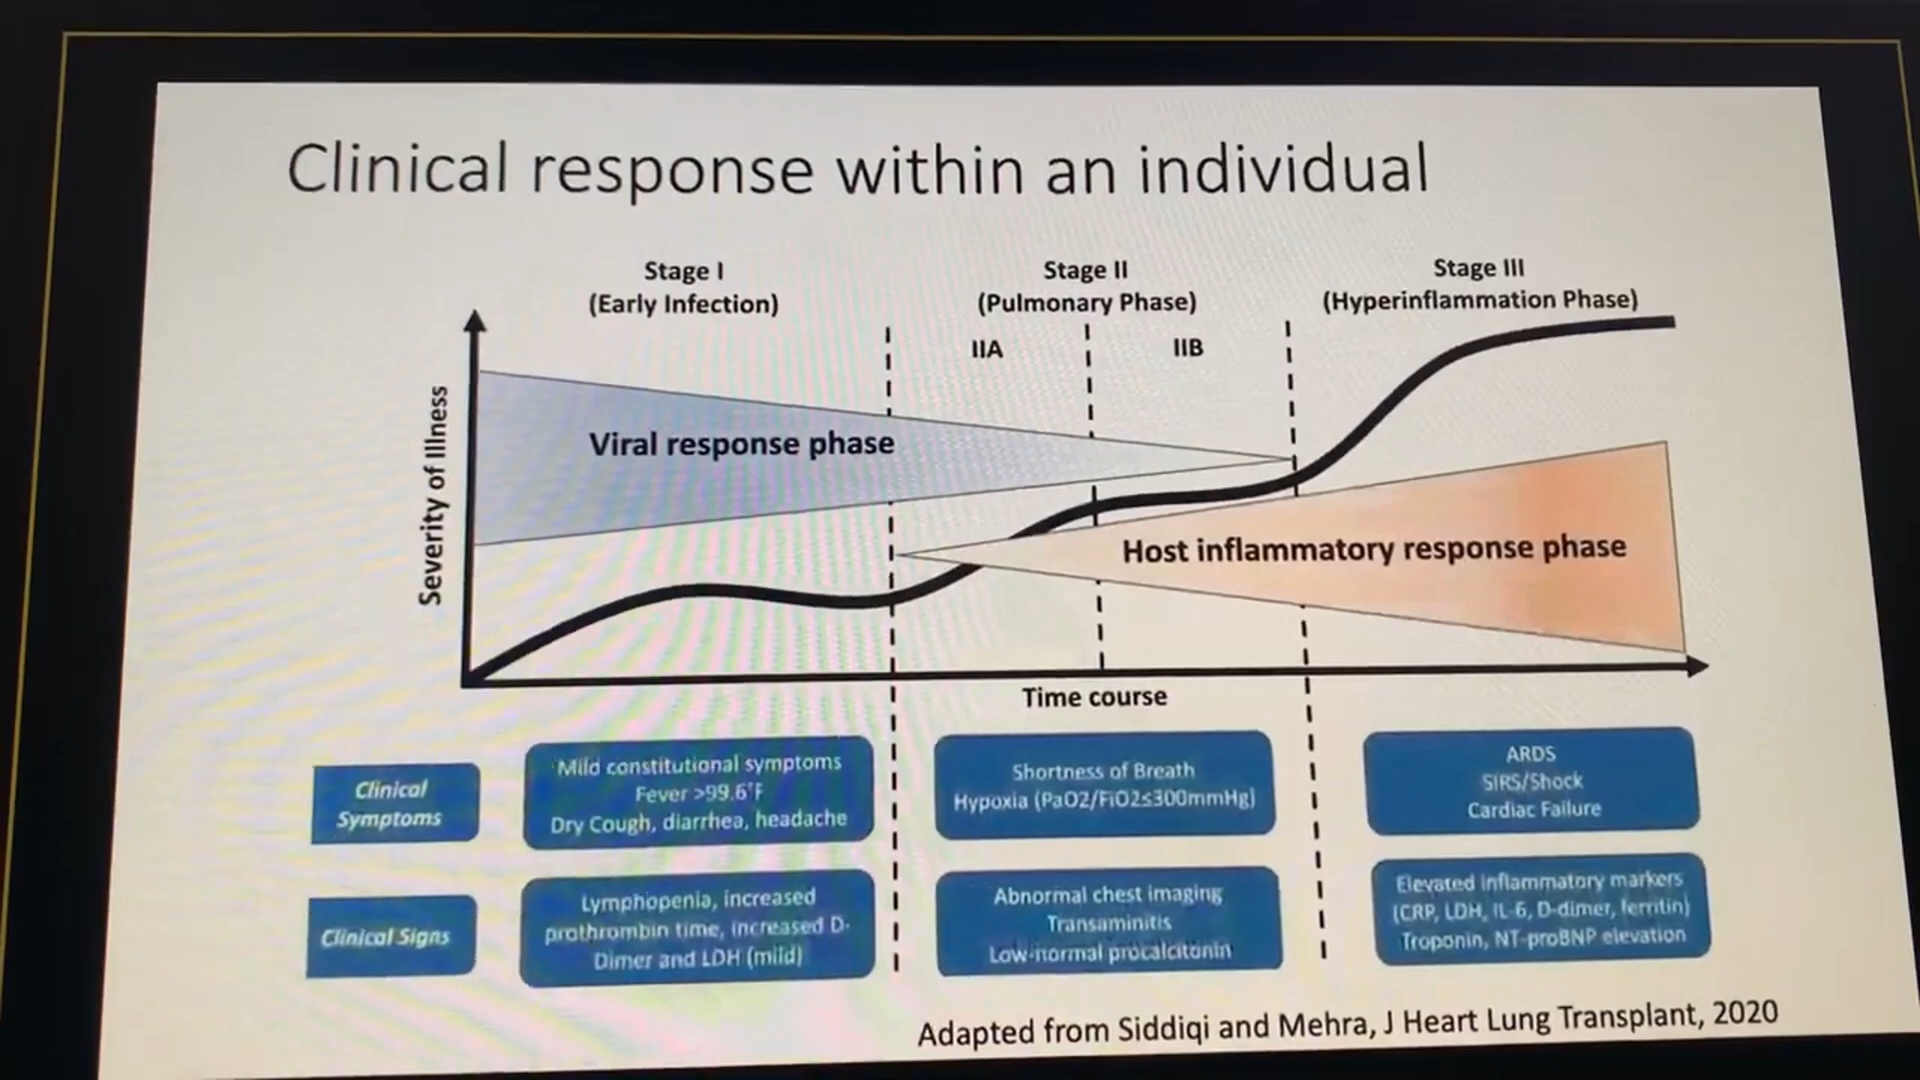 Clinical response within an individual
Stage I
(Early Infection)
Stage II
(Pulmonary Phase)
Stage III
(Hyperinflammation Phase)
IIA
IIB
Severity of Illness
Viral response phase
Host inflammatory response phase
Time course
Clinical
Symptoms
Mild constitutional symptoms
Fever >99.6°F
Dry Cough, diarrhea, headache
Shortness of Breath
Hypoxia (PaO2/FiO2≤300mmHg)
ARDS
SIRS/Shock
Cardiac Failure
Clinical Signs
Lymphopenia, increased
prothrombin time, increased D-
Dimer and LDH (mild)
Abnormal chest imaging
Transaminitis
Low-normal procalcitonin
Elevated inflammatory markers
(CRP, LDH, IL-6, D-dimer, ferritin)
Troponin, NT-proBNP elevation
Adapted from Siddiqi and Mehra, J Heart Lung Transplant, 2020